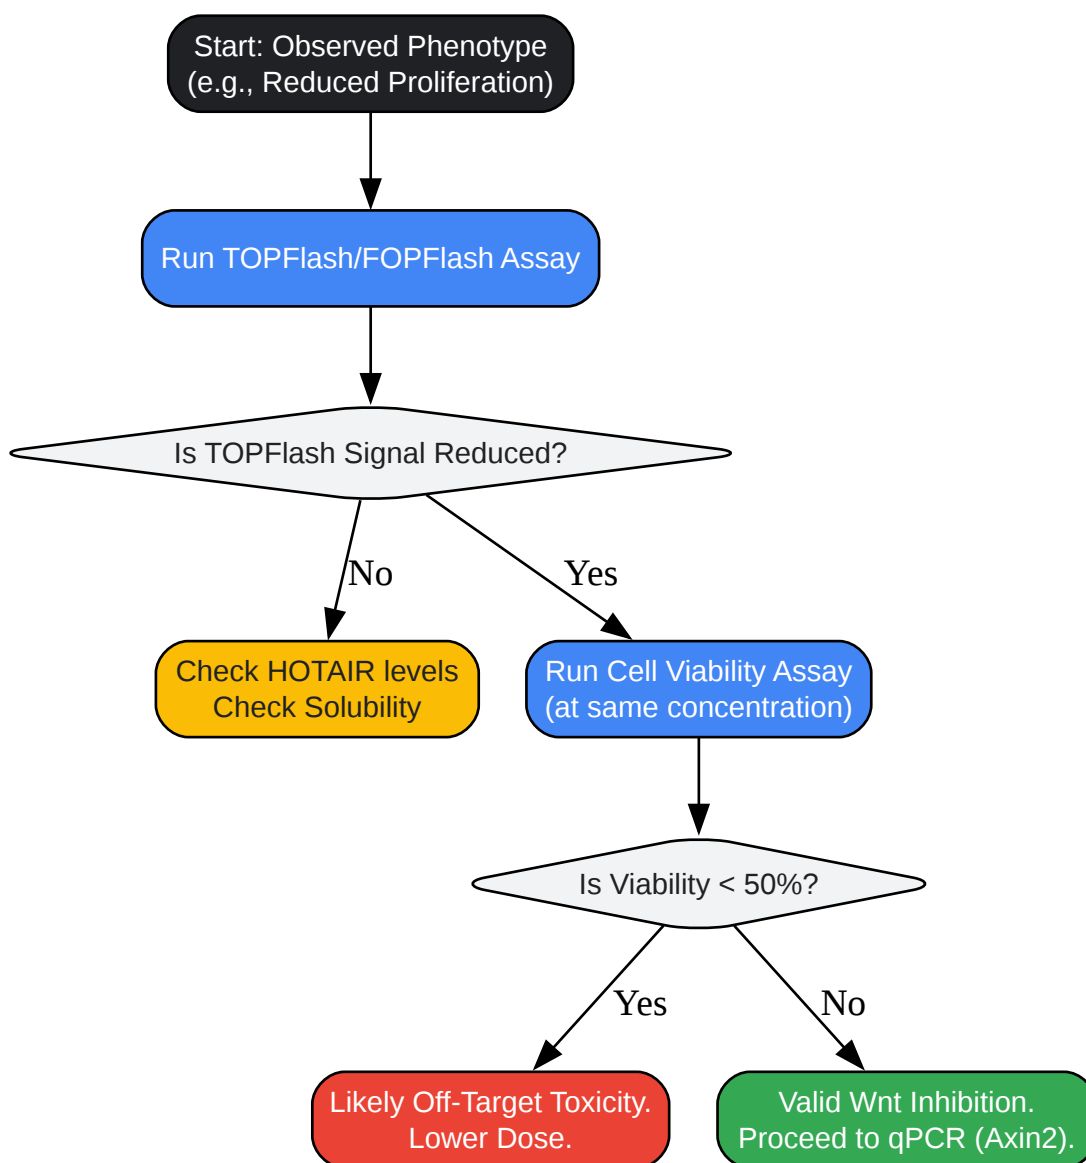 Start: Observed Phenotype
(e.g., Reduced Proliferation)
Run TOPFlash/FOPFlash Assay
Is TOPFlash Signal Reduced?
No
Yes
Check HOTAIR levels
Check Solubility
Run Cell Viability Assay
(at same concentration)
Is Viability < 50%?
Yes
No
Likely Off-Target Toxicity.
Lower Dose.
Valid Wnt Inhibition.
Proceed to qPCR (Axin2).